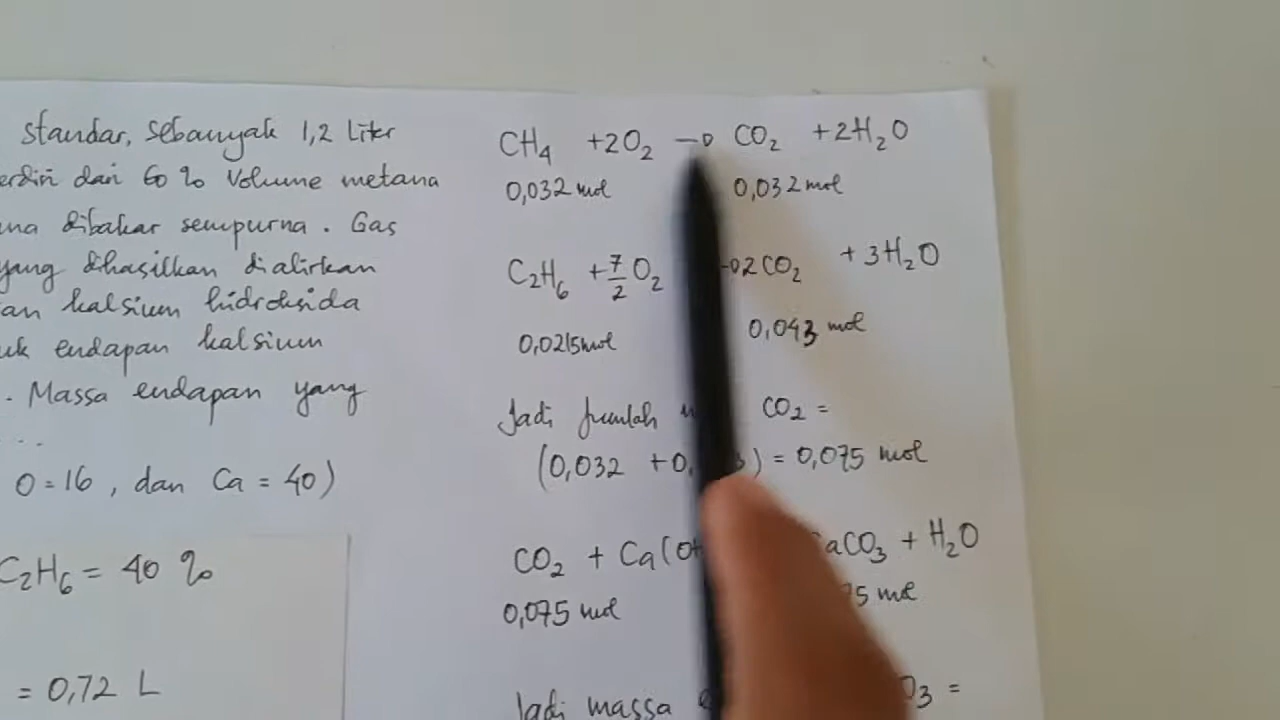 standar, sebanyak 1,2 liter
erdiri dari 60 % Volume metana
na dibakar sempurna. Gas
yang dihasilkan dialirkan
an kalsium hidroksida
uk endapan kalsium
. Massa endapan yang
...
O = 16, dan Ca = 40)
C₂H₆ = 40 %
= 0,72 L
CH₄ + 2O₂ → CO₂ + 2H₂O
0,032 mol 0,032 mol
C₂H₆ + 7/2 O₂ → 2CO₂ + 3H₂O
0,0215 mol 0,043 mol
Jadi Jumlah CO₂ =
(0,032 + 0, ) = 0,075 mol
CO₂ + Ca(OH aCO₃ + H₂O
0,075 mol 75 mol
Jadi massa O₃ =